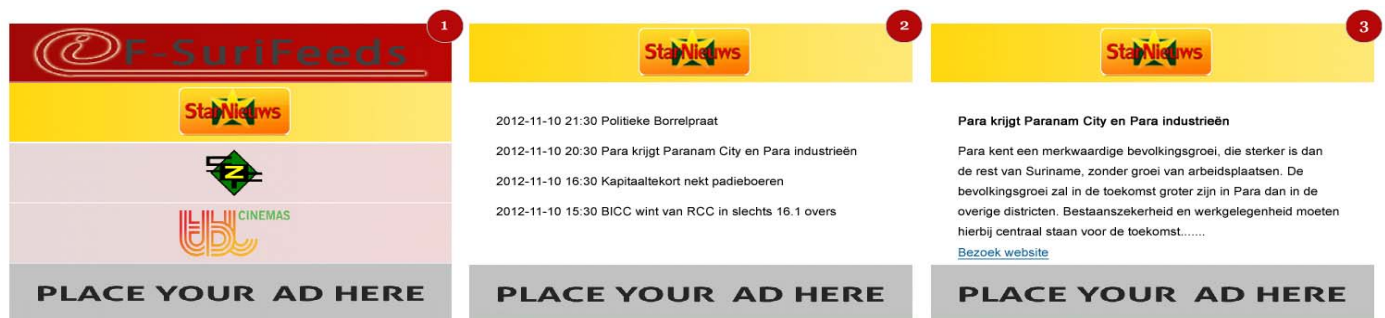 1
@F-SuriFeeds
StarNieuws
CINEMAS
PLACE YOUR AD HERE
2
StarNieuws
2012-11-10 21:30 Politieke Borrelpraat
2012-11-10 20:30 Para krijgt Paranam City en Para industrieën
2012-11-10 16:30 Kapitaaltekort nekt padieboeren
2012-11-10 15:30 BICC wint van RCC in slechts 16.1 overs
PLACE YOUR AD HERE
3
StarNieuws
Para krijgt Paranam City en Para industrieën
Para kent een merkwaardige bevolkingsgroei, die sterker is dan
de rest van Suriname, zonder groei van arbeidsplaatsen. De
bevolkingsgroei zal in de toekomst groter zijn in Para dan in de
overige districten. Bestaanszekerheid en werkgelegenheid moeten
hierbij centraal staan voor de toekomst.......
Bezoek website
PLACE YOUR AD HERE